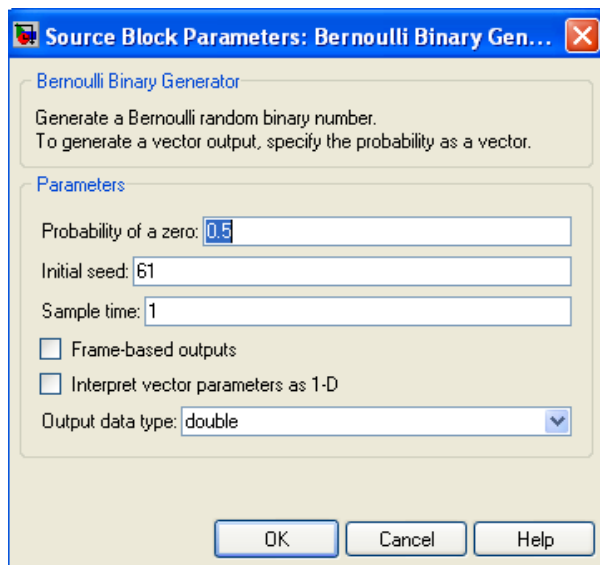 Source Block Parameters: Bernoulli Binary Gen...
Bernoulli Binary Generator
Generate a Bernoulli random binary number.
To generate a vector output, specify the probability as a vector.
Parameters
Probability of a zero: 0.5
Initial seed: 61
Sample time: 1
Frame-based outputs
Interpret vector parameters as 1-D
Output data type: double
OK Cancel Help